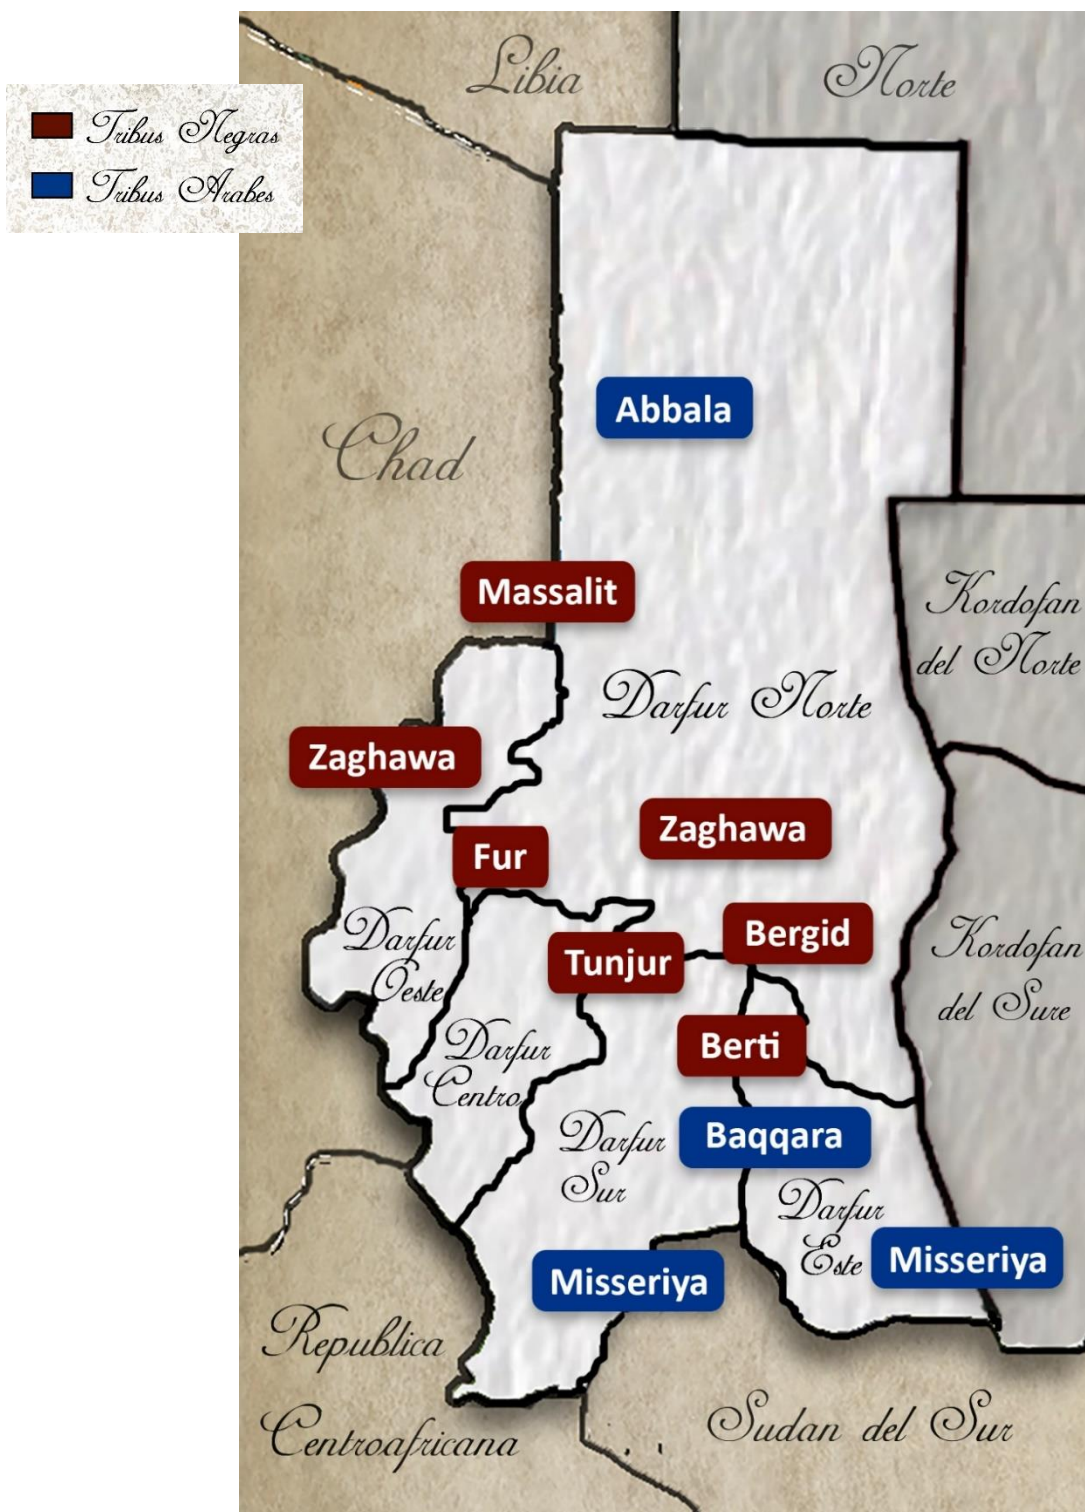 Libia
Norte
Tribus Negras
Tribus Arabes
Abbala
Chad
Massalit
Kordofan
del Norte
Darfur Norte
Zaghawa
Zaghawa
Fur
Bergid
Darfur
Oeste
Tunjur
Kordofan
del Sure
Berti
Darfur
Centro
Baqqara
Darfur
Sur
Darfur
Este
Misseriya
Misseriya
Republica
Centroafricana
Sudan del Sur